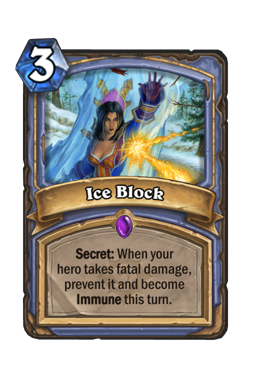 3
Ice Block
Secret: When your
hero takes fatal damage,
prevent it and become
Immune this turn.